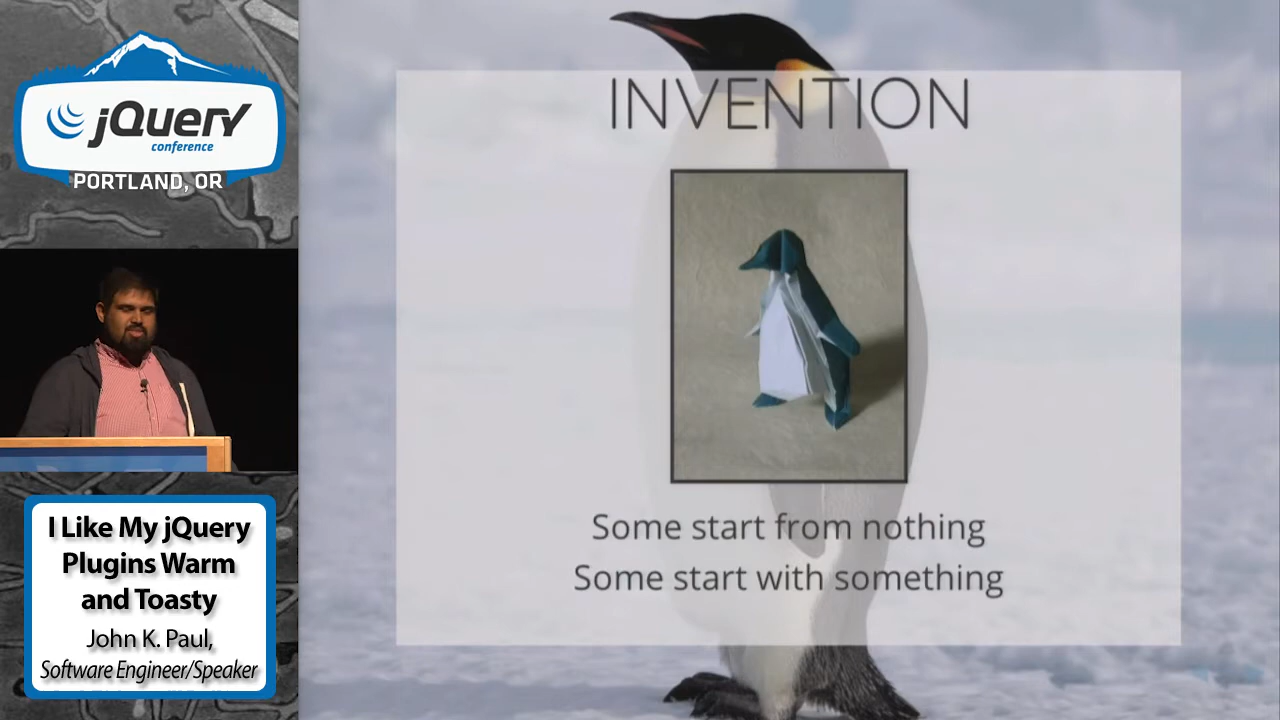 jQuery
conference
PORTLAND, OR
I Like My jQuery
Plugins Warm
and Toasty
John K. Paul,
Software Engineer/Speaker
INVENTION
Some start from nothing
Some start with something